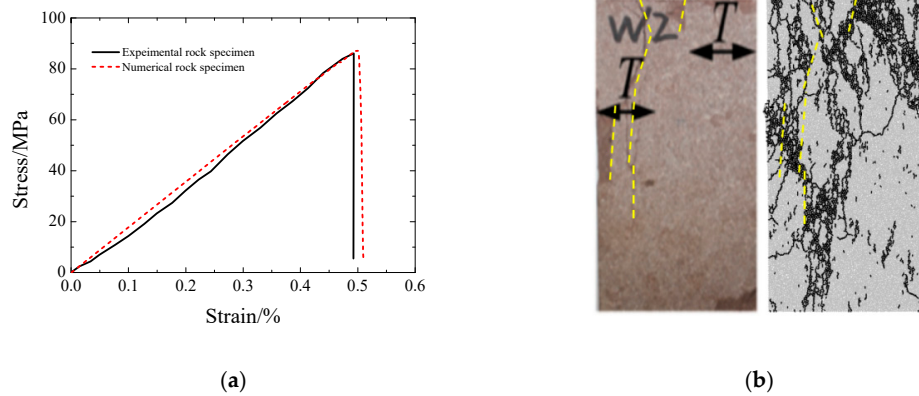 100
80
60
40
20
0
Stress/MPa
Expeimental rock specimen
Numerical rock specimen
0.0 0.1 0.2 0.3 0.4 0.5 0.6
Strain/%
(a)
W2
T
T
(b)